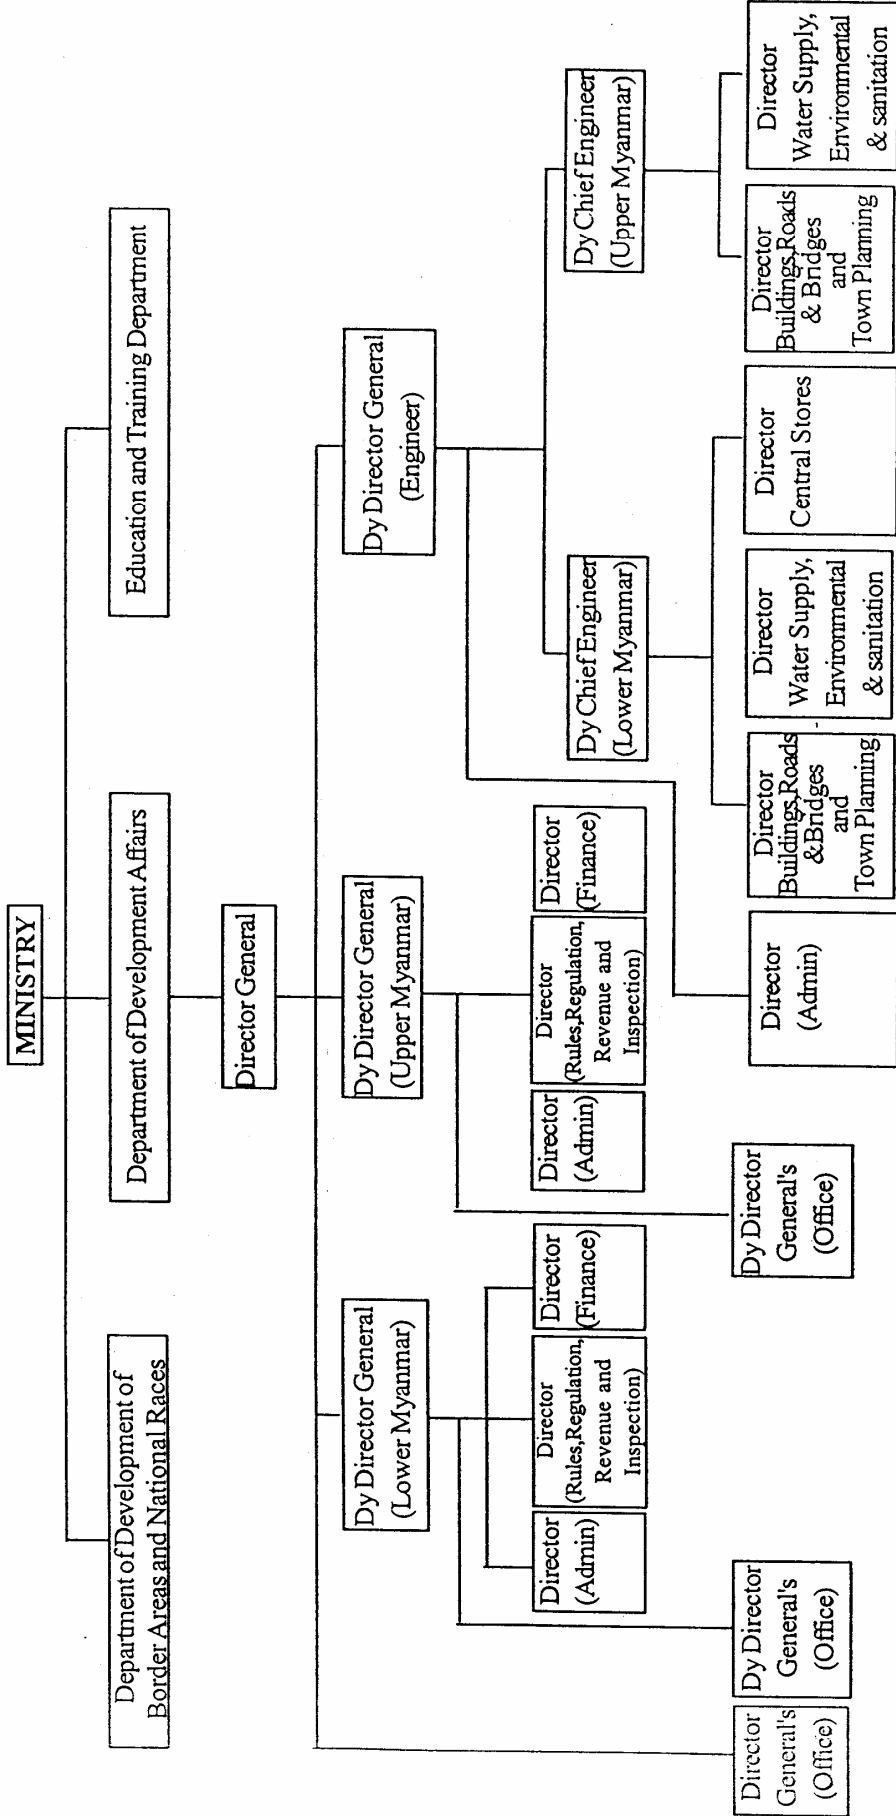 MINISTRY
Department of Development of
Border Areas and National Races
Department of Development Affairs
Education and Training Department
Director General
Dy Director General
(Lower Myanmar)
Dy Director General
(Upper Myanmar)
Dy Director General
(Engineer)
Director
(Admin)
Director
(Rules,Regulation,
Revenue and
Inspection)
Director
(Finance)
Director
(Admin)
Director
(Rules,Regulation,
Revenue and
Inspection)
Director
(Finance)
Dy Chief Engineer
(Lower Myanmar)
Dy Chief Engineer
(Upper Myanmar)
Director
General's
(Office)
Dy Director
General's
(Office)
Dy Director
General's
(Office)
Director
(Admin)
Director
Buildings,Roads
&Bridges
and
Town Planning
Director
Water Supply,
Environmental
& sanitation
Director
Central Stores
Director
Buildings,Roads
& Bridges
and
Town Planning
Director
Water Supply,
Environmental
& sanitation